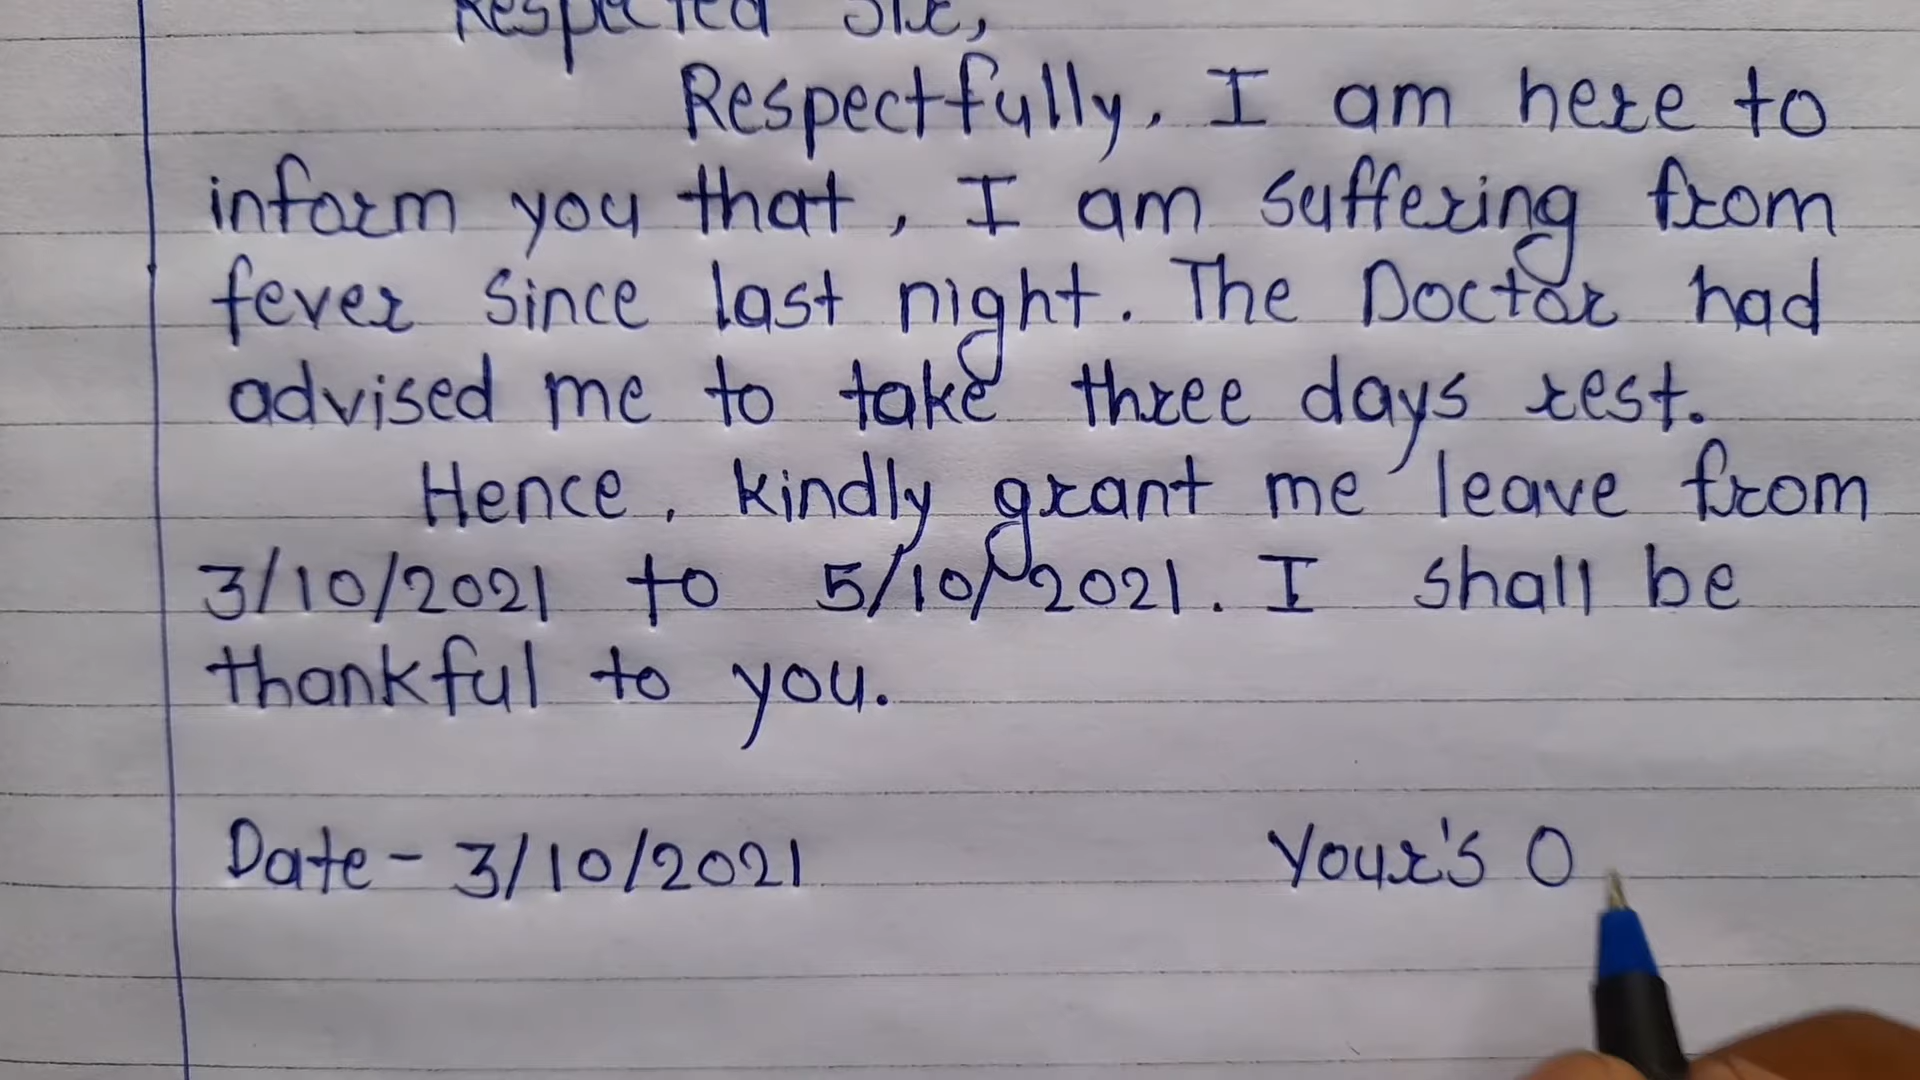 Respected Sir,
Respectfully, I am here to
inform you that, I am suffering from
fever since last night. The Doctor had
advised me to take three days rest.
Hence, kindly grant me leave from
3/10/2021 to 5/10/2021. I shall be
thankful to you.
Date - 3/10/2021 Your's O